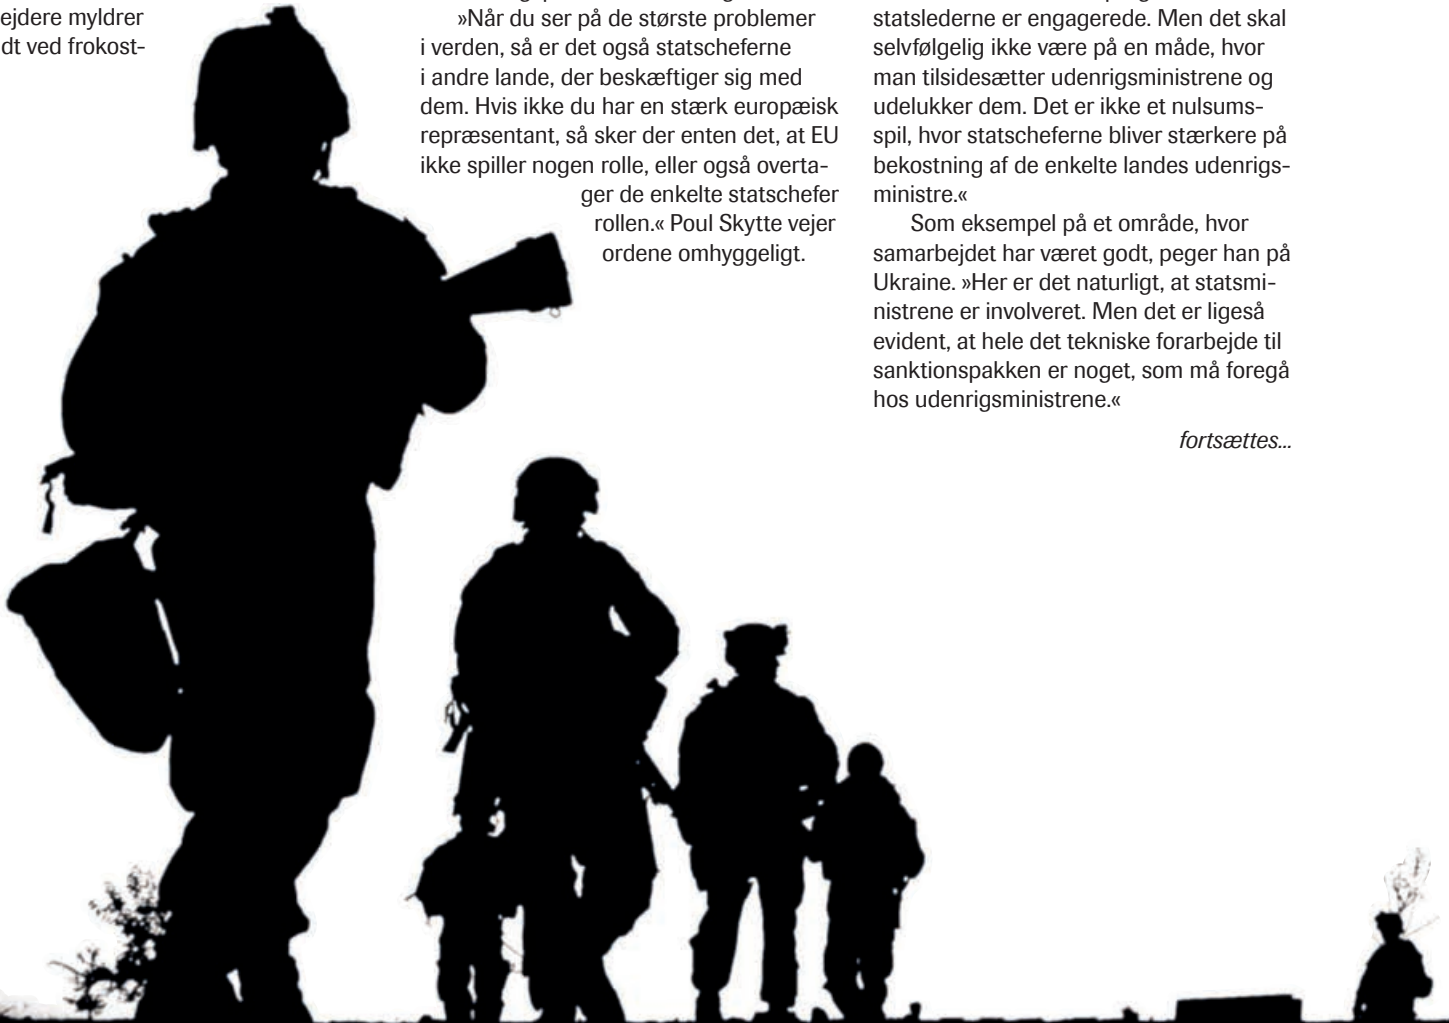 ejdere myldrer
dt ved frokost-
»Når du ser på de største problemer
i verden, så er det også statscheferne
i andre lande, der beskæftiger sig med
dem. Hvis ikke du har en stærk europæisk
repræsentant, så sker der enten det, at EU
ikke spiller nogen rolle, eller også overta-
ger de enkelte statschefer
rollen.« Poul Skytte vejer
ordene omhyggeligt.
statslederne er engagerede. Men det skal
selvfølgelig ikke være på en måde, hvor
man tilsidesætter udenrigsministrene og
udelukker dem. Det er ikke et nulsums-
spil, hvor statscheferne bliver stærkere på
bekostning af de enkelte landes udenrigs-
ministre.«
Som eksempel på et område, hvor
samarbejdet har været godt, peger han på
Ukraine. »Her er det naturligt, at statsmi-
nistrene er involveret. Men det er ligeså
evident, at hele det tekniske forarbejde til
sanktionspakken er noget, som må foregå
hos udenrigsministrene.«
fortsættes...